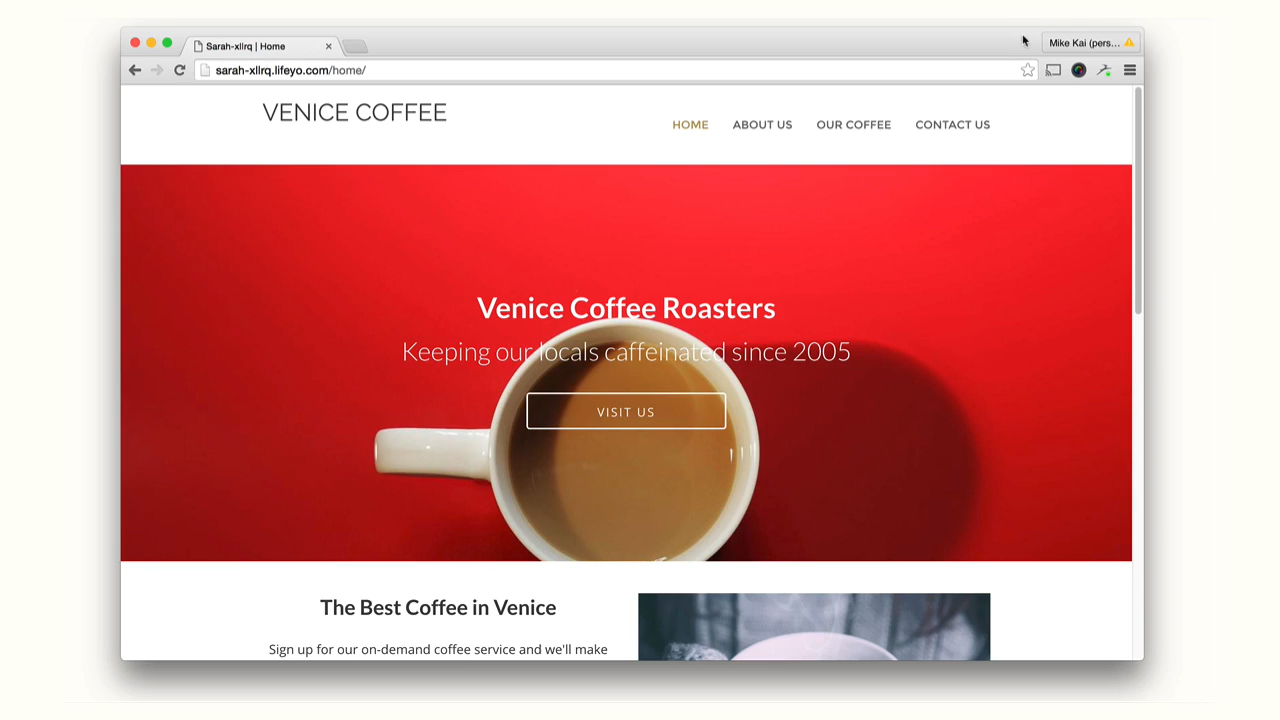 Sarah-xllrq | Home
Mike Kai (pers...
sarah-xllrq.lifeyo.com/home/
VENICE COFFEE
HOME ABOUT US OUR COFFEE CONTACT US
Venice Coffee Roasters
Keeping our locals caffeinated since 2005
VISIT US
The Best Coffee in Venice
Sign up for our on-demand coffee service and we'll make